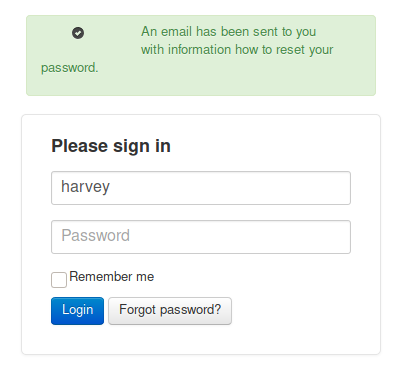 An email has been sent to you
with information how to reset your
password.
Please sign in
harvey
Password
Remember me
Login Forgot password?